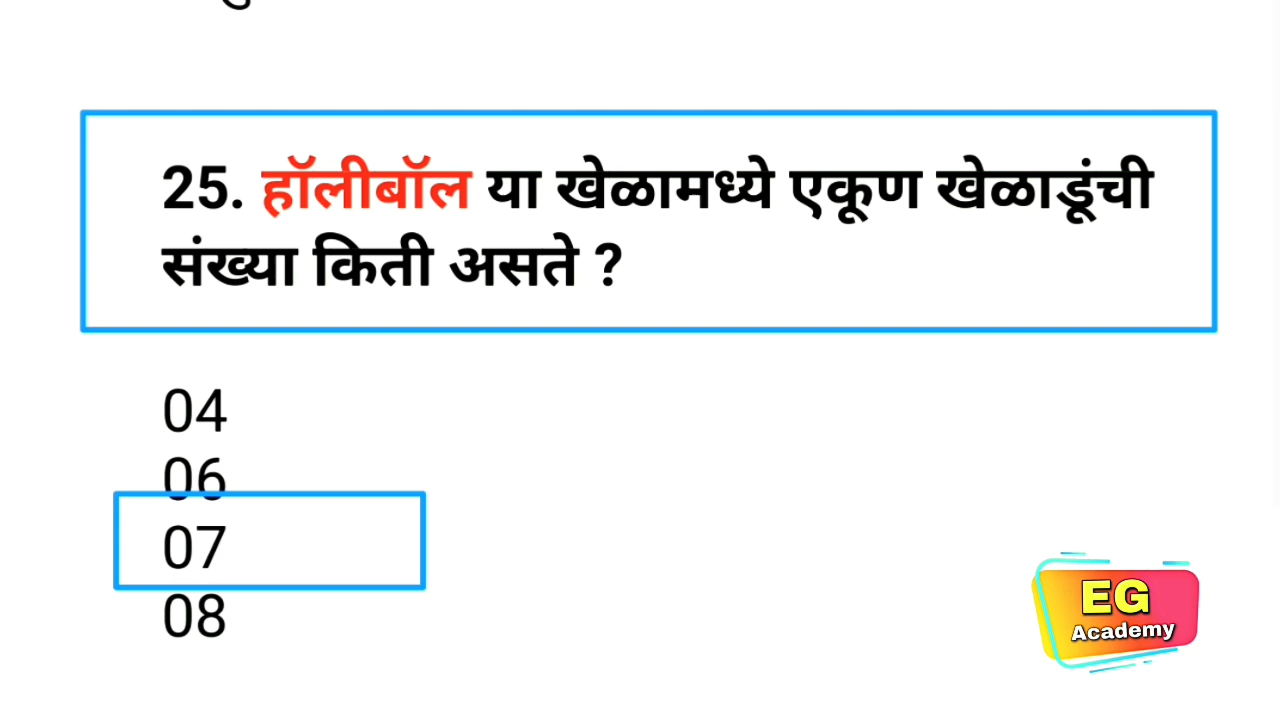 25. हॉलीबॉल या खेळामध्ये एकूण खेळाडूंची
संख्या किती असते ?
04
06
07
08
EG
Academy